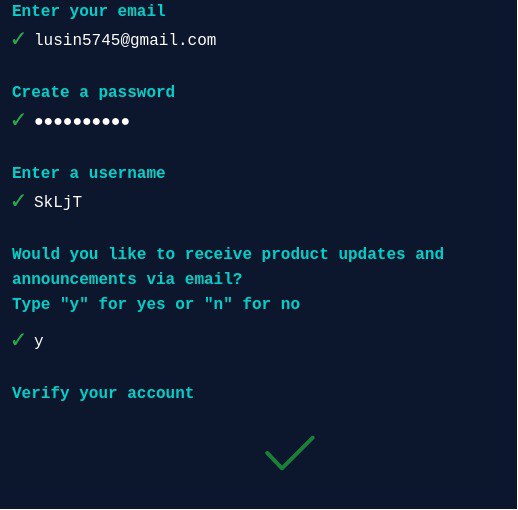 Enter your email
✓ lusin5745@gmail.com
Create a password
✓ ●●●●●●●●●●
Enter a username
✓ SkLjT
Would you like to receive product updates and
announcements via email?
Type "y" for yes or "n" for no
✓ y
Verify your account